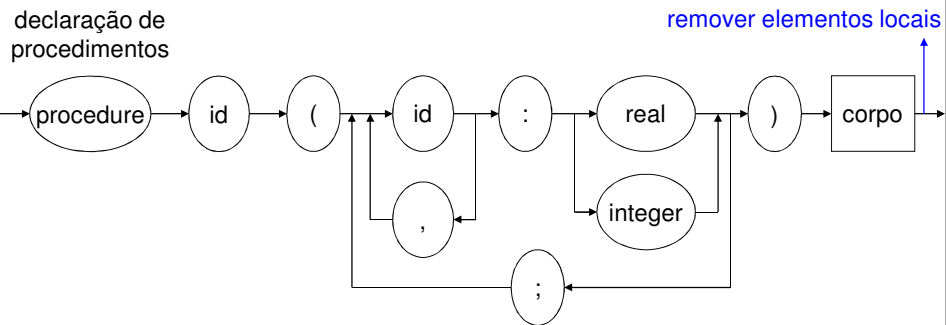 declaração de
procedimentos
remover elementos locais
procedure id ( id : real ) corpo
, integer
;